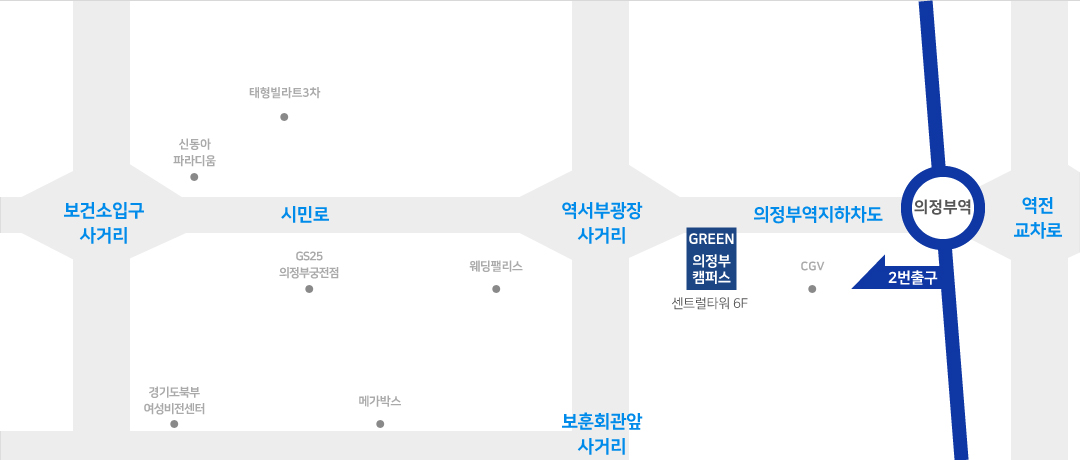 태형빌라트3차
신동아
파라디움
보건소입구
사거리
시민로
역서부광장
사거리
의정부역지하차도
의정부역
역전
교차로
GREEN
의정부
캠퍼스
센트럴타워 6F
GS25
의정부궁전점
웨딩팰리스
CGV
2번출구
경기도북부
여성비전센터
메가박스
보훈회관앞
사거리